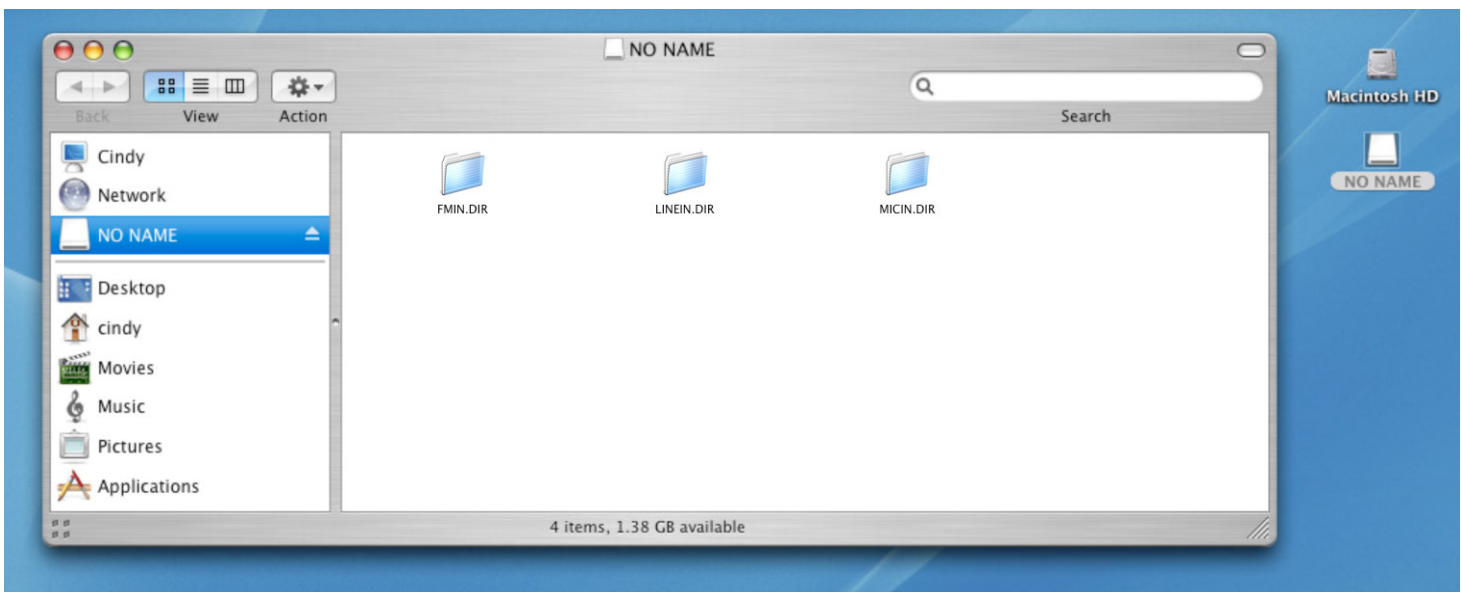 NO NAME
Back
View
Action
Search
Cindy
Network
NO NAME
Desktop
cindy
Movies
Music
Pictures
Applications
FMIN.DIR
LINEIN.DIR
MICIN.DIR
4 items, 1.38 GB available
Macintosh HD
NO NAME